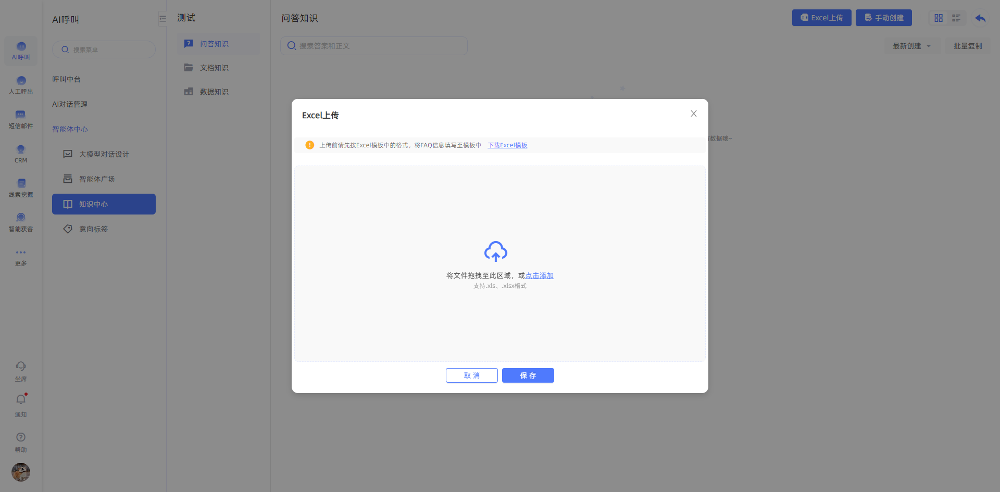 AI呼叫
人工呼出
短信邮件
CRM
线索挖掘
智能获客
更多
坐席
通知
帮助
AI呼叫
搜索菜单
呼叫中台
AI对话管理
智能体中心
大模型对话设计
智能体广场
知识中心
意向标签
测试
问答知识
文档知识
数据知识
问答知识
Excel上传
手动创建
搜索答案和正文
最新创建
批量复制
数据哦~
Excel上传
上传前请先按Excel模板中的格式，将FAQ信息填写至模板中 下载Excel模板
将文件拖拽至此区域，或点击添加
支持.xls、.xlsx格式
取 消
保 存